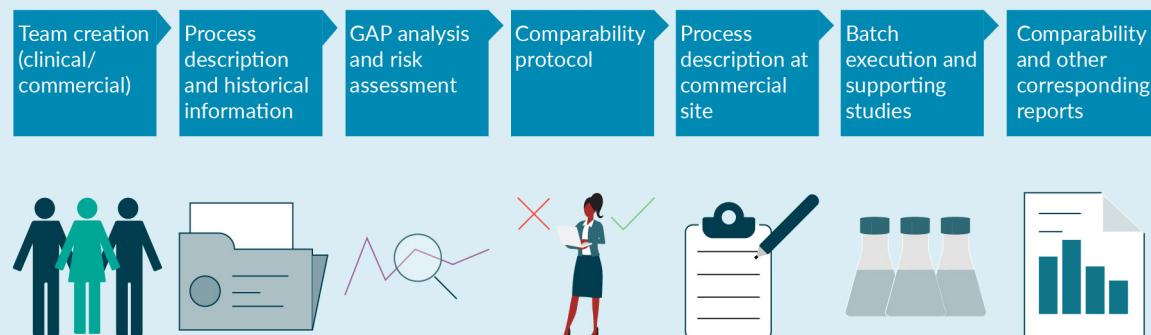 Team creation
(clinical/
commercial)
Process
description
and historical
information
GAP analysis
and risk
assessment
Comparability
protocol
Process
description at
commercial
site
Batch
execution and
supporting
studies
Comparability
and other
corresponding
reports